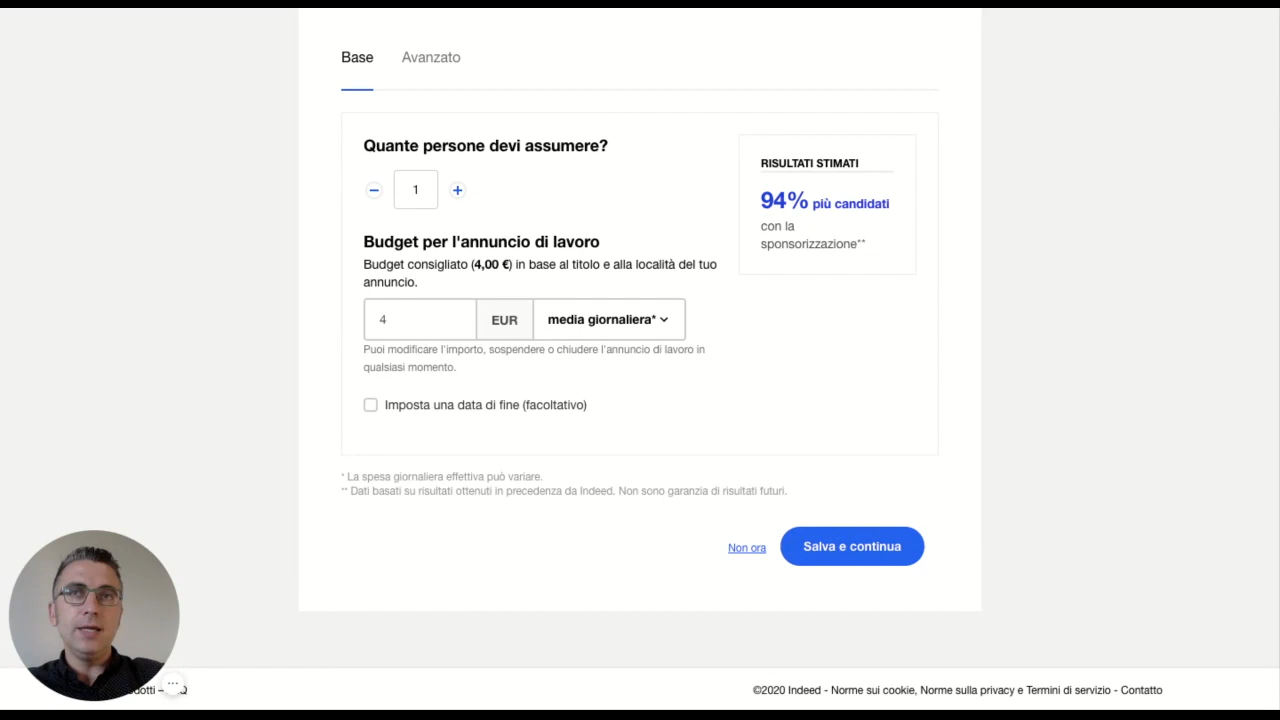 Base Avanzato
Quante persone devi assumere?
1
Budget per l'annuncio di lavoro
Budget consigliato (4,00 €) in base al titolo e alla località del tuo
annuncio.
4 EUR media giornaliera*
Puoi modificare l'importo, sospendere o chiudere l'annuncio di lavoro in
qualsiasi momento.
Imposta una data di fine (facoltativo)
RISULTATI STIMATI
94% più candidati
con la
sponsorizzazione**
* La spesa giornaliera effettiva può variare.
** Dati basati su risultati ottenuti in precedenza da Indeed. Non sono garanzia di risultati futuri.
Non ora Salva e continua
©2020 Indeed - Norme sui cookie, Norme sulla privacy e Termini di servizio - Contatto